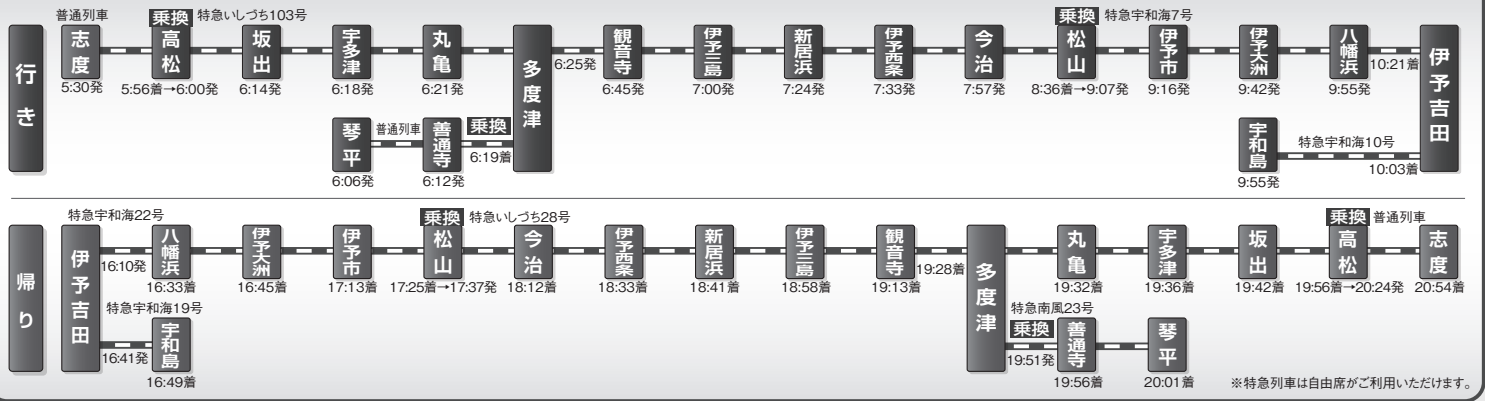 行き
普通列車 乗換 特急いしづち103号 乗換 特急宇和海7号
志度 高松 坂出 宇多津 丸亀 多度津 観音寺 伊予三島 新居浜 伊予西条 今治 松山 伊予市 伊予大洲 八幡浜 伊予吉田
5:30発 5:56着→6:00発 6:14発 6:18発 6:21発 6:25発 6:45発 7:00発 7:24発 7:33発 7:57発 8:36着→9:07発 9:16発 9:42発 9:55発 10:21着
琴平 普通列車 善通寺 乗換 宇和島 特急宇和海10号
6:06発 6:12発 6:19着 9:55発 10:03着
帰り
特急宇和海22号 乗換 特急いしづち28号 乗換 普通列車
伊予吉田 八幡浜 伊予大洲 伊予市 松山 今治 伊予西条 新居浜 伊予三島 観音寺 多度津 丸亀 宇多津 坂出 高松 志度
16:10発 16:33着 16:45着 17:13着 17:25着→17:37発 18:12着 18:33着 18:41着 18:58着 19:13着 19:28着 19:32着 19:36着 19:42着 19:56着→20:24発 20:54着
特急宇和海19号 宇和島 特急南風23号 乗換 善通寺 琴平
16:41発 16:49着 19:51発 19:56着 20:01着
※特急列車は自由席がご利用いただけます。